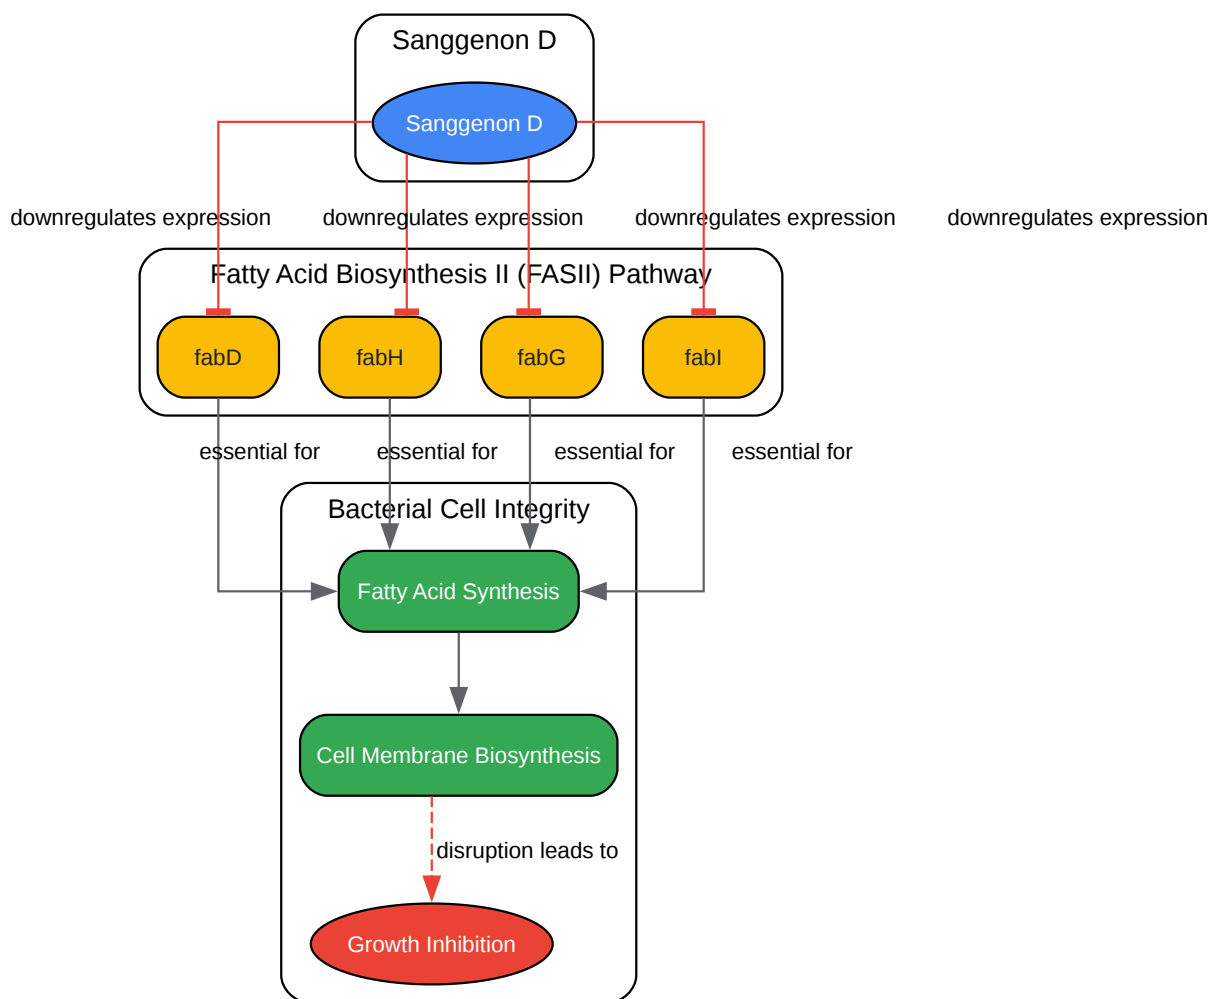 Sanggenon D
Sanggenon D
downregulates expression
downregulates expression
downregulates expression
downregulates expression
Fatty Acid Biosynthesis II (FASII) Pathway
fabD
fabH
fabG
fabI
essential for
essential for
essential for
essential for
Bacterial Cell Integrity
Fatty Acid Synthesis
Cell Membrane Biosynthesis
disruption leads to
Growth Inhibition